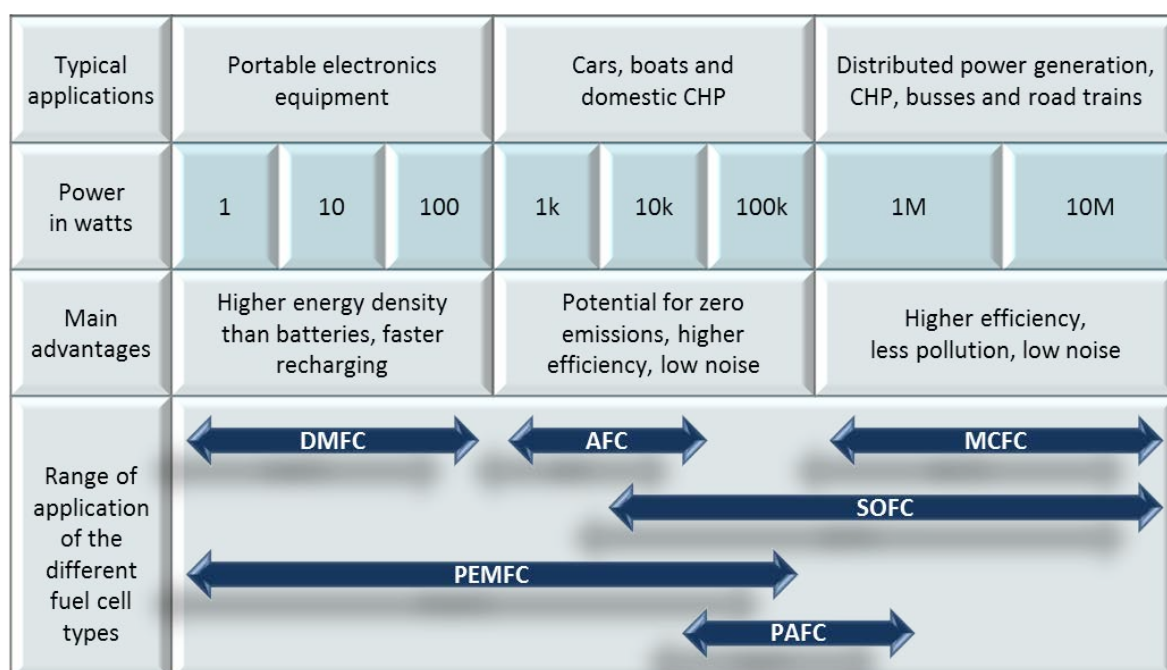 Typical
applications
Portable electronics
equipment
Cars, boats and
domestic CHP
Distributed power generation,
CHP, busses and road trains
Power
in watts
1
10
100
1k
10k
100k
1M
10M
Main
advantages
Higher energy density
than batteries, faster
recharging
Potential for zero
emissions, higher
efficiency, low noise
Higher efficiency,
less pollution, low noise
Range of
application
of the
different
fuel cell
types
DMFC
AFC
MCFC
SOFC
PEMFC
PAFC